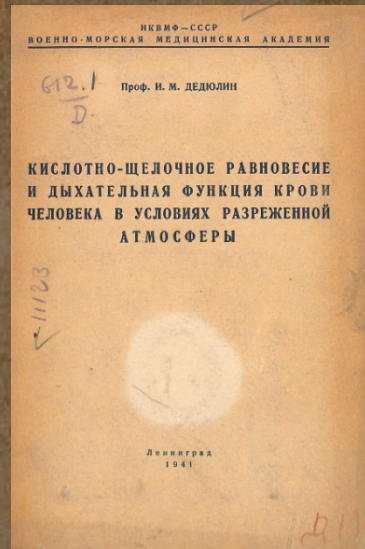 НКВМФ—СССР
ВОЕННО-МОРСКАЯ МЕДИЦИНСКАЯ АКАДЕМИЯ
612.1
D.
Проф. И. М. ДЕДЮЛИН
КИСЛОТНО-ЩЕЛОЧНОЕ РАВНОВЕСИЕ
И ДЫХАТЕЛЬНАЯ ФУНКЦИЯ КРОВИ
ЧЕЛОВЕКА В УСЛОВИЯХ РАЗРЕЖЕННОЙ
АТМОСФЕРЫ
11123
Ленинград
1941